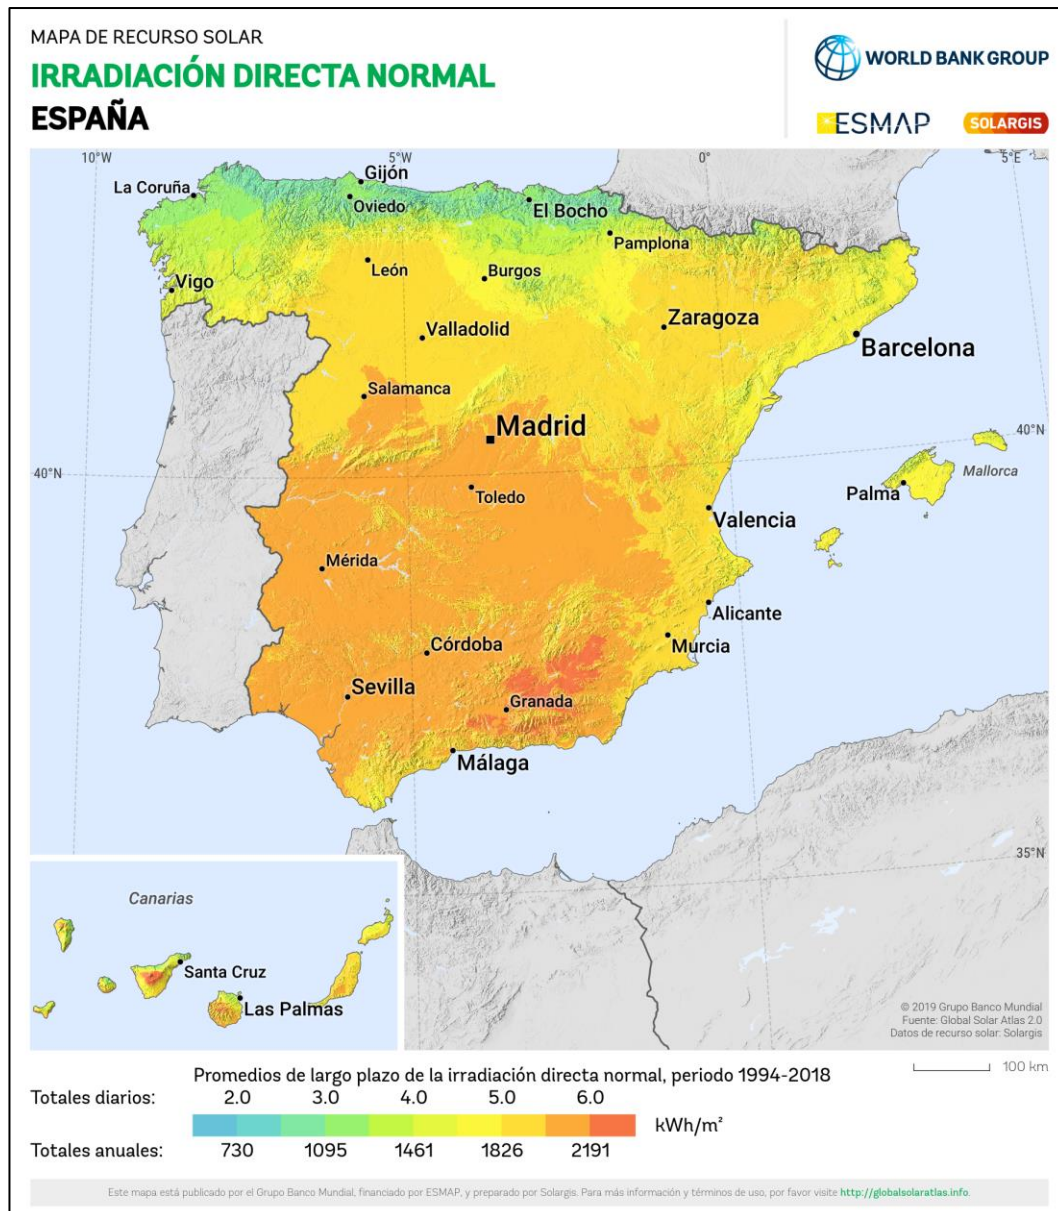 MAPA DE RECURSO SOLAR
IRRADIACIÓN DIRECTA NORMAL
ESPAÑA
WORLD BANK GROUP
ESMAP
SOLARGIS
10°W
5°W
0°
5°E
Gijón
La Coruña
Oviedo
El Bocho
Pamplona
León
Burgos
Vigo
Zaragoza
Valladolid
Barcelona
Salamanca
Madrid
40°N
40°N
Mallorca
Toledo
Palma
Valencia
Mérida
Alicante
Córdoba
Murcia
Sevilla
Granada
Málaga
35°N
Canarias
Santa Cruz
Las Palmas
© 2019 Grupo Banco Mundial
Fuente: Global Solar Atlas 2.0
Datos de recurso solar: Solargis
100 km
Promedios de largo plazo de la irradiación directa normal, periodo 1994-2018
Totales diarios: 2.0 3.0 4.0 5.0 6.0
kWh/m²
Totales anuales: 730 1095 1461 1826 2191
Este mapa está publicado por el Grupo Banco Mundial, financiado por ESMAP, y preparado por Solargis. Para más información y términos de uso, por favor visite http://globalsolaratlas.info.